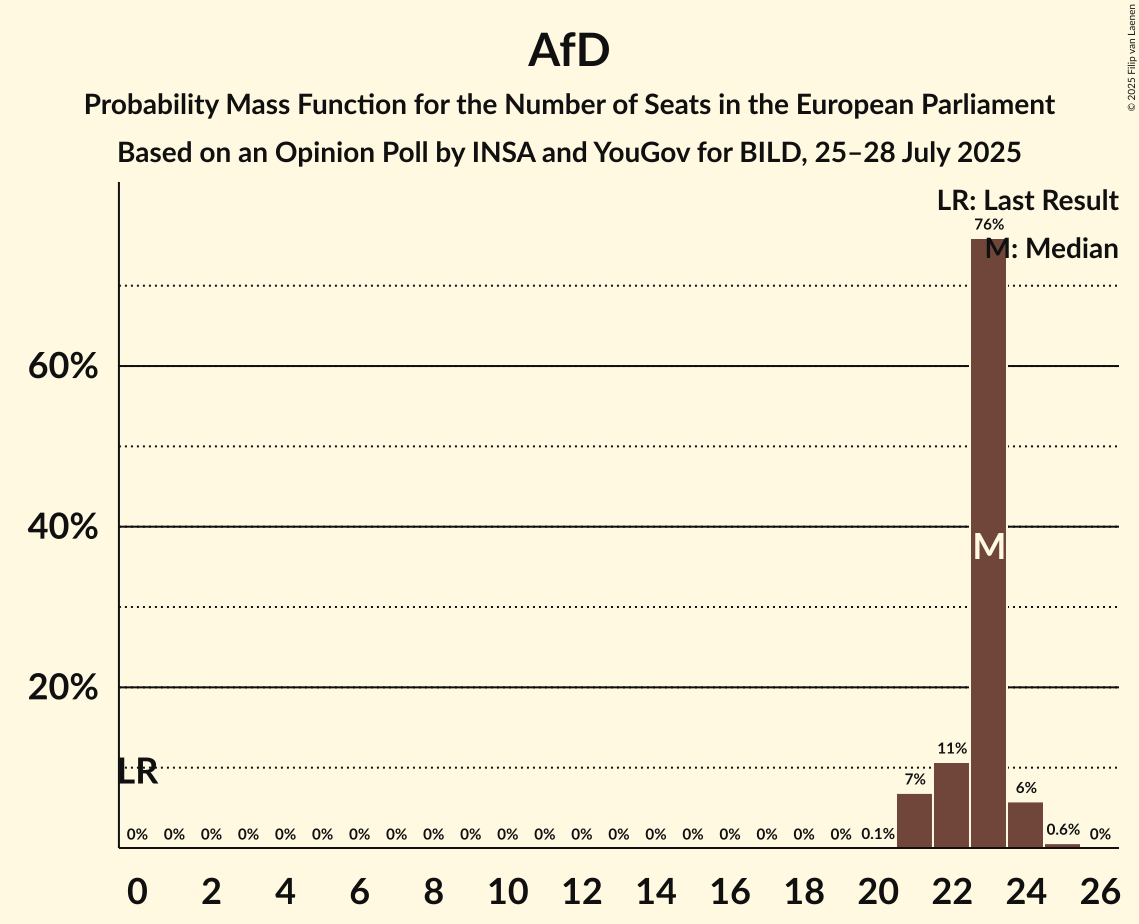 © 2025 Filip van Laenen
AfD
Probability Mass Function for the Number of Seats in the European Parliament
Based on an Opinion Poll by INSA and YouGov for BILD, 25–28 July 2025
LR: Last Result
76%
M: Median
60%
40%
M
20%
11%
LR
7%
6%
0% 0% 0% 0% 0% 0% 0% 0% 0% 0% 0% 0% 0% 0% 0% 0% 0% 0% 0% 0% 0.1% 0.6% 0%
0 2 4 6 8 10 12 14 16 18 20 22 24 26